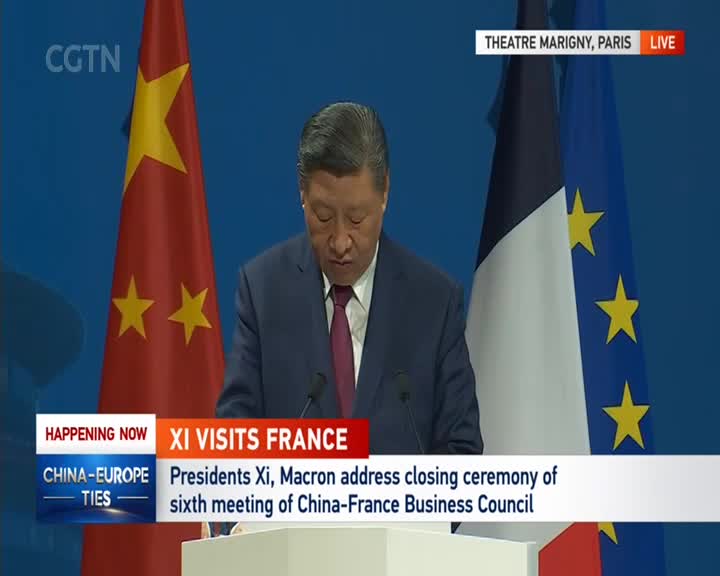 CGTN
THEATRE MARIGNY, PARIS LIVE
HAPPENING NOW
XI VISITS FRANCE
CHINA-EUROPE
TIES
Presidents Xi, Macron address closing ceremony of
sixth meeting of China-France Business Council